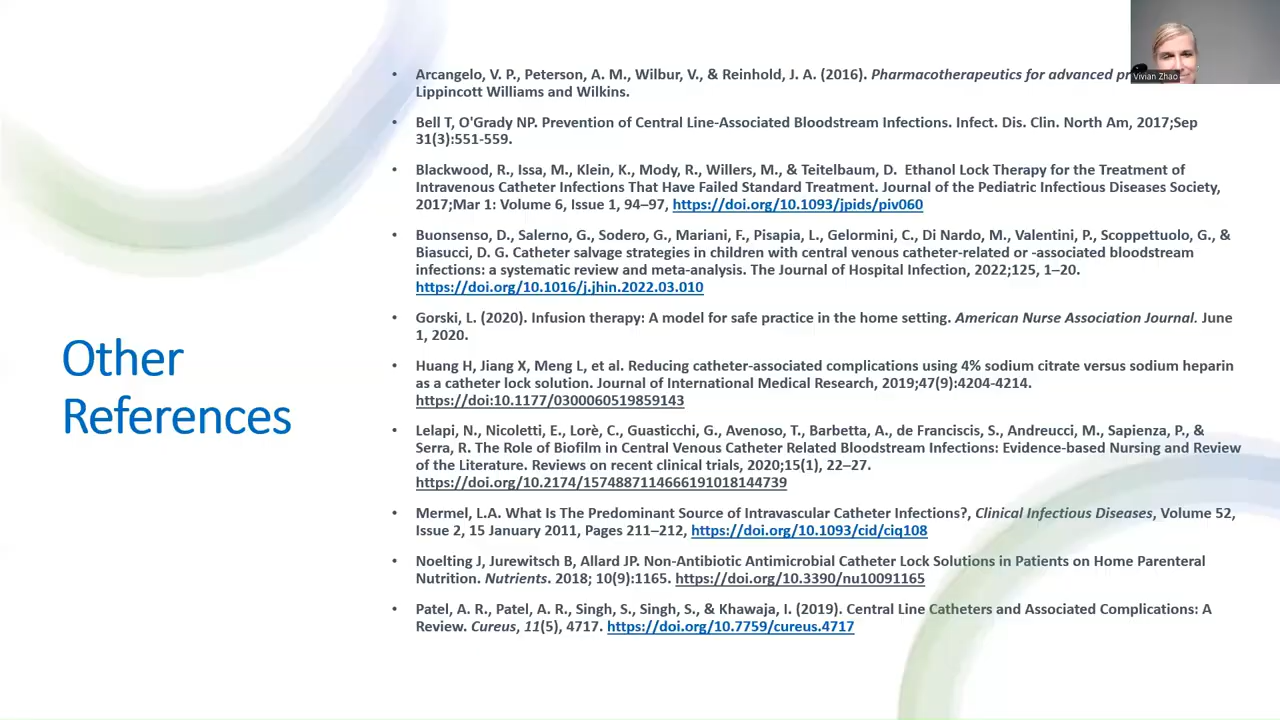 Other
References
• Arcangelo, V. P., Peterson, A. M., Wilbur, V., & Reinhold, J. A. (2016). Pharmacotherapeutics for advanced
Lippincott Williams and Wilkins.
• Bell T, O'Grady NP. Prevention of Central Line-Associated Bloodstream Infections. Infect. Dis. Clin. North Am, 2017;Sep
31(3):551-559.
• Blackwood, R., Issa, M., Klein, K., Mody, R., Willers, M., & Teitelbaum, D.  Ethanol Lock Therapy for the Treatment of
Intravenous Catheter Infections That Have Failed Standard Treatment. Journal of the Pediatric Infectious Diseases Society,
2017;Mar 1: Volume 6, Issue 1, 94–97, https://doi.org/10.1093/jpids/piv060
• Buonsenso, D., Salerno, G., Sodero, G., Mariani, F., Pisapia, L., Gelormini, C., Di Nardo, M., Valentini, P., Scoppettuolo, G., &
Biasucci, D. G. Catheter salvage strategies in children with central venous catheter-related or -associated bloodstream
infections: a systematic review and meta-analysis. The Journal of Hospital Infection, 2022;125, 1–20.
https://doi.org/10.1016/j.jhin.2022.03.010
• Gorski, L. (2020). Infusion therapy: A model for safe practice in the home setting. American Nurse Association Journal. June
1, 2020.
• Huang H, Jiang X, Meng L, et al. Reducing catheter-associated complications using 4% sodium citrate versus sodium heparin
as a catheter lock solution. Journal of International Medical Research, 2019;47(9):4204-4214.
https://doi:10.1177/0300060519859143
• Lelapi, N., Nicoletti, E., Lorè, C., Guasticchi, G., Avenoso, T., Barbetta, A., de Franciscis, S., Andreucci, M., Sapienza, P., &
Serra, R. The Role of Biofilm in Central Venous Catheter Related Bloodstream Infections: Evidence-based Nursing and Review
of the Literature. Reviews on recent clinical trials, 2020;15(1), 22–27.
https://doi.org/10.2174/1574887114666191018144739
• Mermel, L.A. What Is The Predominant Source of Intravascular Catheter Infections?, Clinical Infectious Diseases, Volume 52,
Issue 2, 15 January 2011, Pages 211–212, https://doi.org/10.1093/cid/ciq108
• Noelting J, Jurewitsch B, Allard JP. Non-Antibiotic Antimicrobial Catheter Lock Solutions in Patients on Home Parenteral
Nutrition. Nutrients. 2018; 10(9):1165. https://doi.org/10.3390/nu10091165
• Patel, A. R., Patel, A. R., Singh, S., Singh, S., & Khawaja, I. (2019). Central Line Catheters and Associated Complications: A
Review. Cureus, 11(5), 4717. https://doi.org/10.7759/cureus.4717
Vivian Zhao